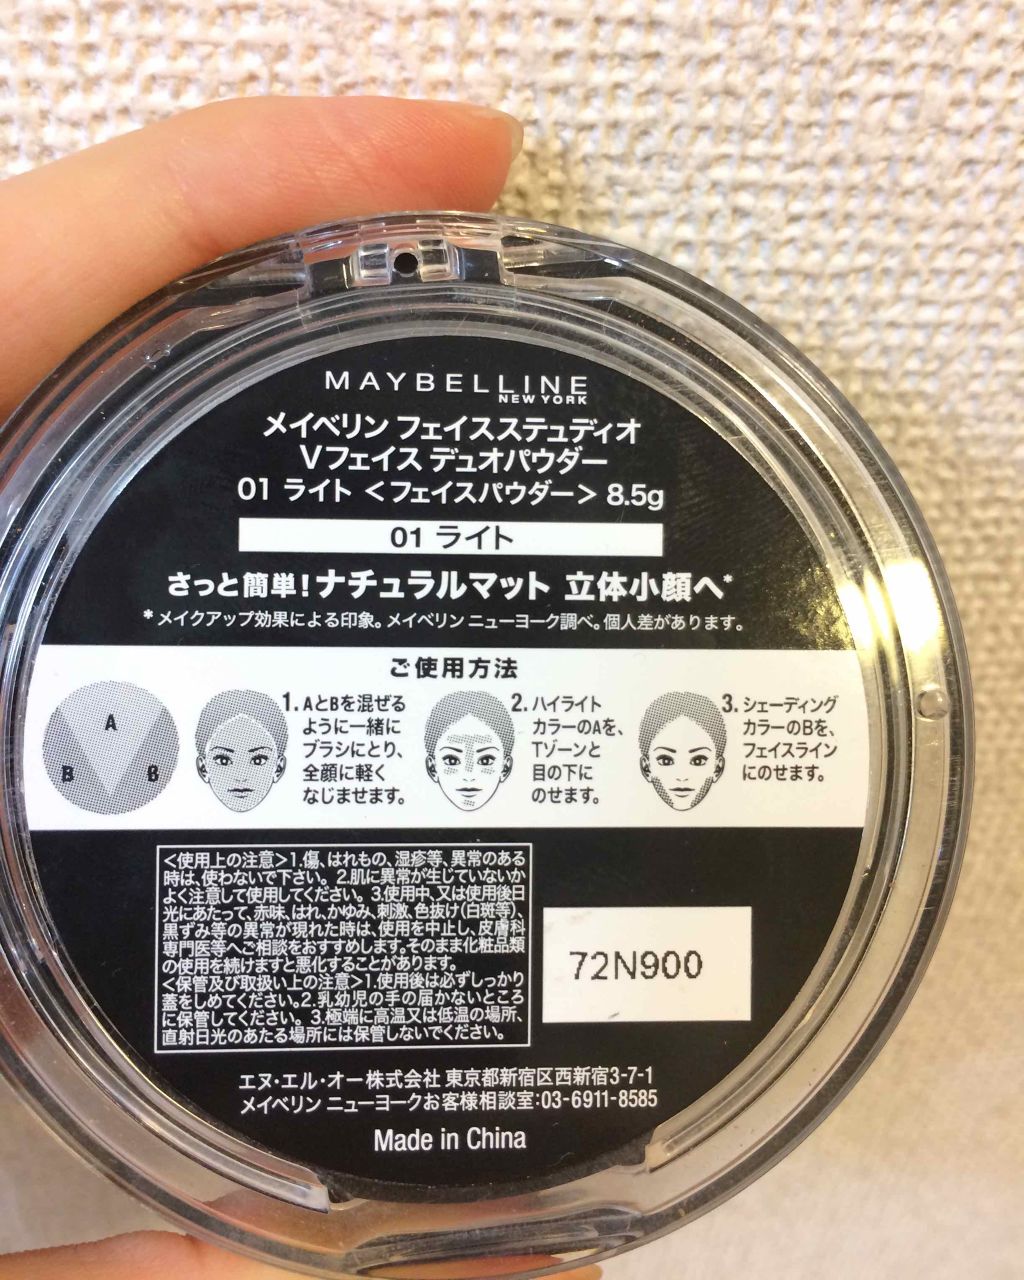 MAYBELLINE
NEW YORK
メイベリン フェイスステュディオ
Vフェイス デュオパウダー
01 ライト <フェイスパウダー> 8.5g
01 ライト
さっと簡単!ナチュラルマット 立体小顔へ*
*メイクアップ効果による印象。メイベリン ニューヨーク調べ。個人差があります。
ご使用方法
A
B
B
1. AとBを混ぜる
ように一緒に
ブラシにとり、
全顔に軽く
なじませます。
2. ハイライト
カラーのAを、
Tゾーンと
目の下に
のせます。
3. シェーディング
カラーのBを、
フェイスライン
にのせます。
<使用上の注意>1.傷、はれもの、湿疹等、異常のある
時は、使わないで下さい。 2.肌に異常が生じていないか
よく注意して使用してください。 3.使用中、又は使用後日
光にあたって、赤味、はれ、かゆみ、刺激、色抜け(白斑等)、
黒ずみ等の異常が現れた時は、使用を中止し、皮膚科
専門医等へご相談をおすすめします。そのまま化粧品類
の使用を続けますと悪化することがあります。
<保管及び取扱い上の注意>1.使用後は必ずしっかり
蓋をしめてください。2.乳幼児の手の届かないところ
に保管してください。 3.極端に高温又は低温の場所、
直射日光のあたる場所には保管しないでください。
72N900
エヌ・エル・オー株式会社 東京都新宿区西新宿3-7-1
メイベリン ニューヨークお客様相談室:03-6911-8585
Made in China